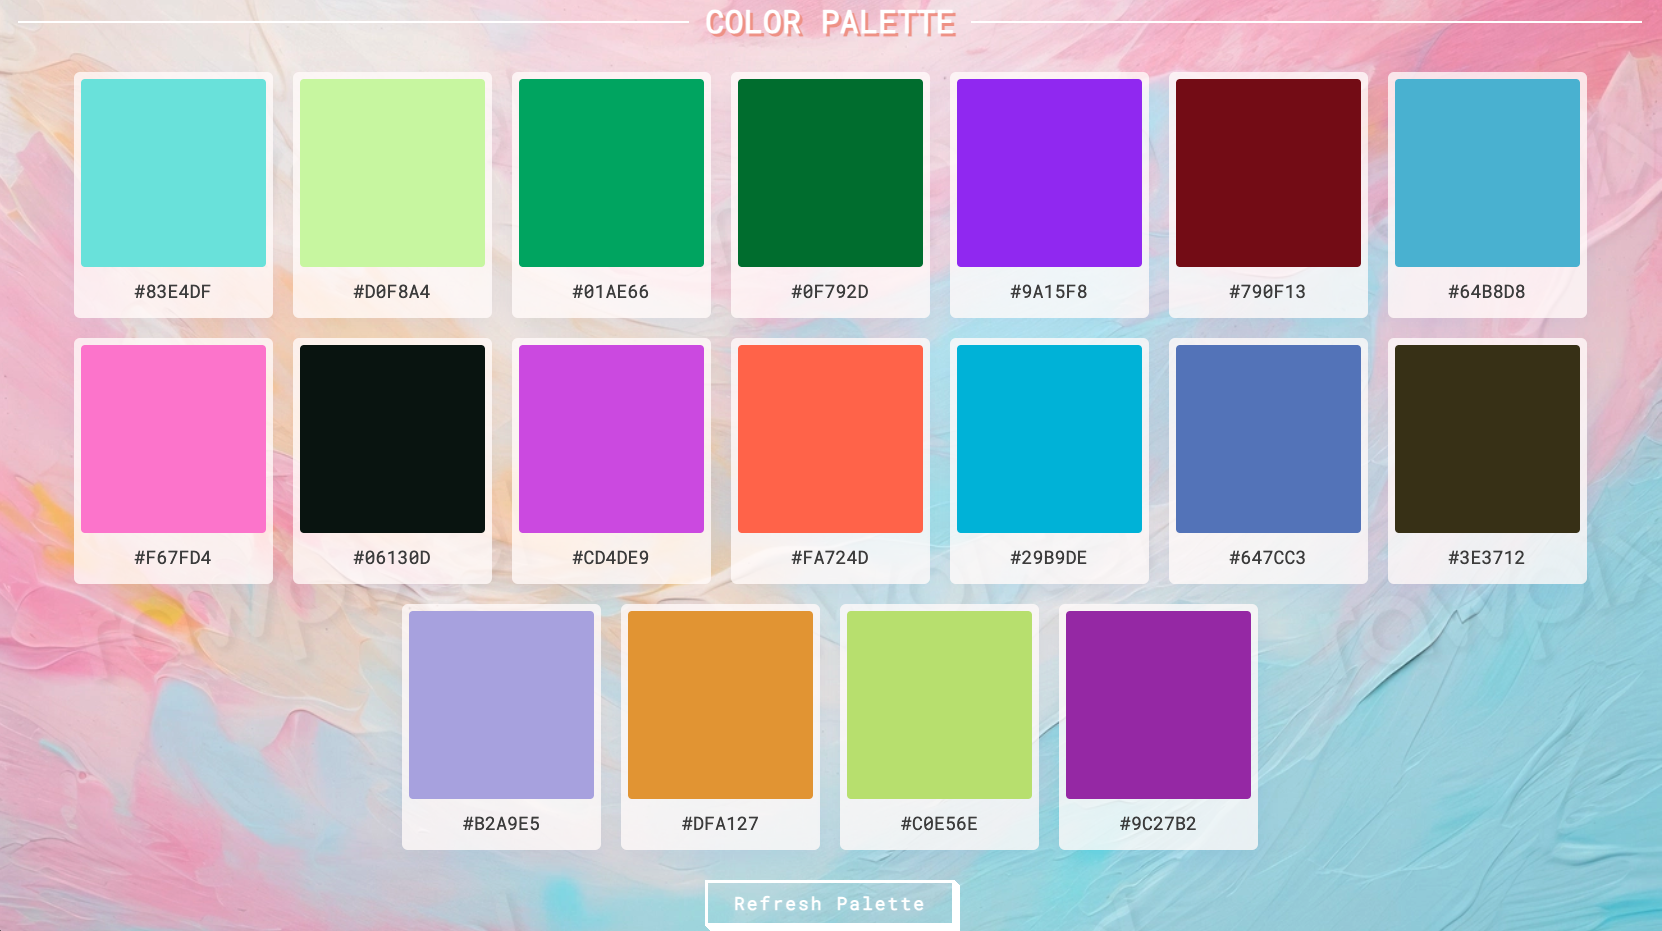 COLOR PALETTE
#83E4DF #D0F8A4 #01AE66 #0F792D #9A15F8 #790F13 #64B8D8
#F67FD4 #06130D #CD4DE9 #FA724D #29B9DE #647CC3 #3E3712
#B2A9E5 #DFA127 #C0E56E #9C27B2
Refresh Palette